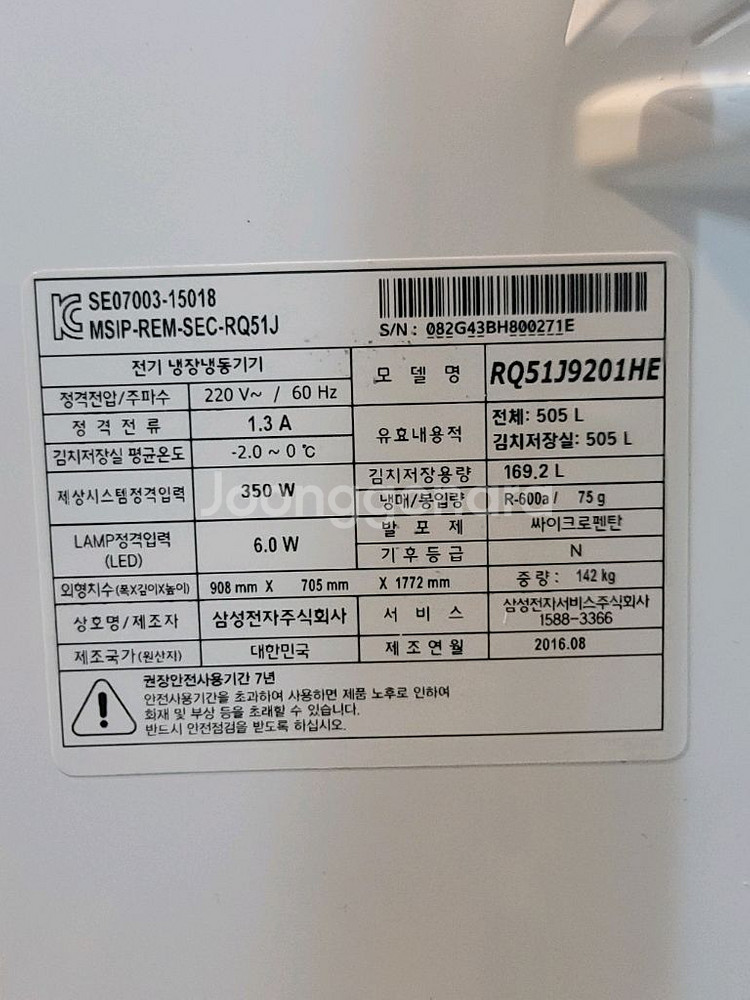 SE07003-15018
MSIP-REM-SEC-RQ51J
S/N : 082G43BH800271E
전기 냉장냉동기기
모 델 명 RQ51J9201HE
정격전압/주파수 220 V~ / 60 Hz
정 격 전 류 1.3 A
유효내용적 전체: 505 L
김치저장실: 505 L
김치저장실 평균온도 -2.0 ~ 0 ℃
김치저장용량 169.2 L
제상시스템정격입력 350 W
냉매/봉입량 R-600a / 75 g
발 포 제 싸이크로펜탄
LAMP정격입력
(LED) 6.0 W
기 후 등 급 N
외형치수(폭X깊이X높이) 908 mm X 705 mm X 1772 mm
중 량 : 142 kg
상호명/제조자 삼성전자주식회사
서 비 스 삼성전자서비스주식회사
1588-3366
제조국가(원산지) 대한민국
제 조 연 월 2016.08
권장안전사용기간 7년
안전사용기간을 초과하여 사용하면 제품 노후로 인하여
화재 및 부상 등을 초래할 수 있습니다.
반드시 안전점검을 받도록 하십시오.
Joonggonara